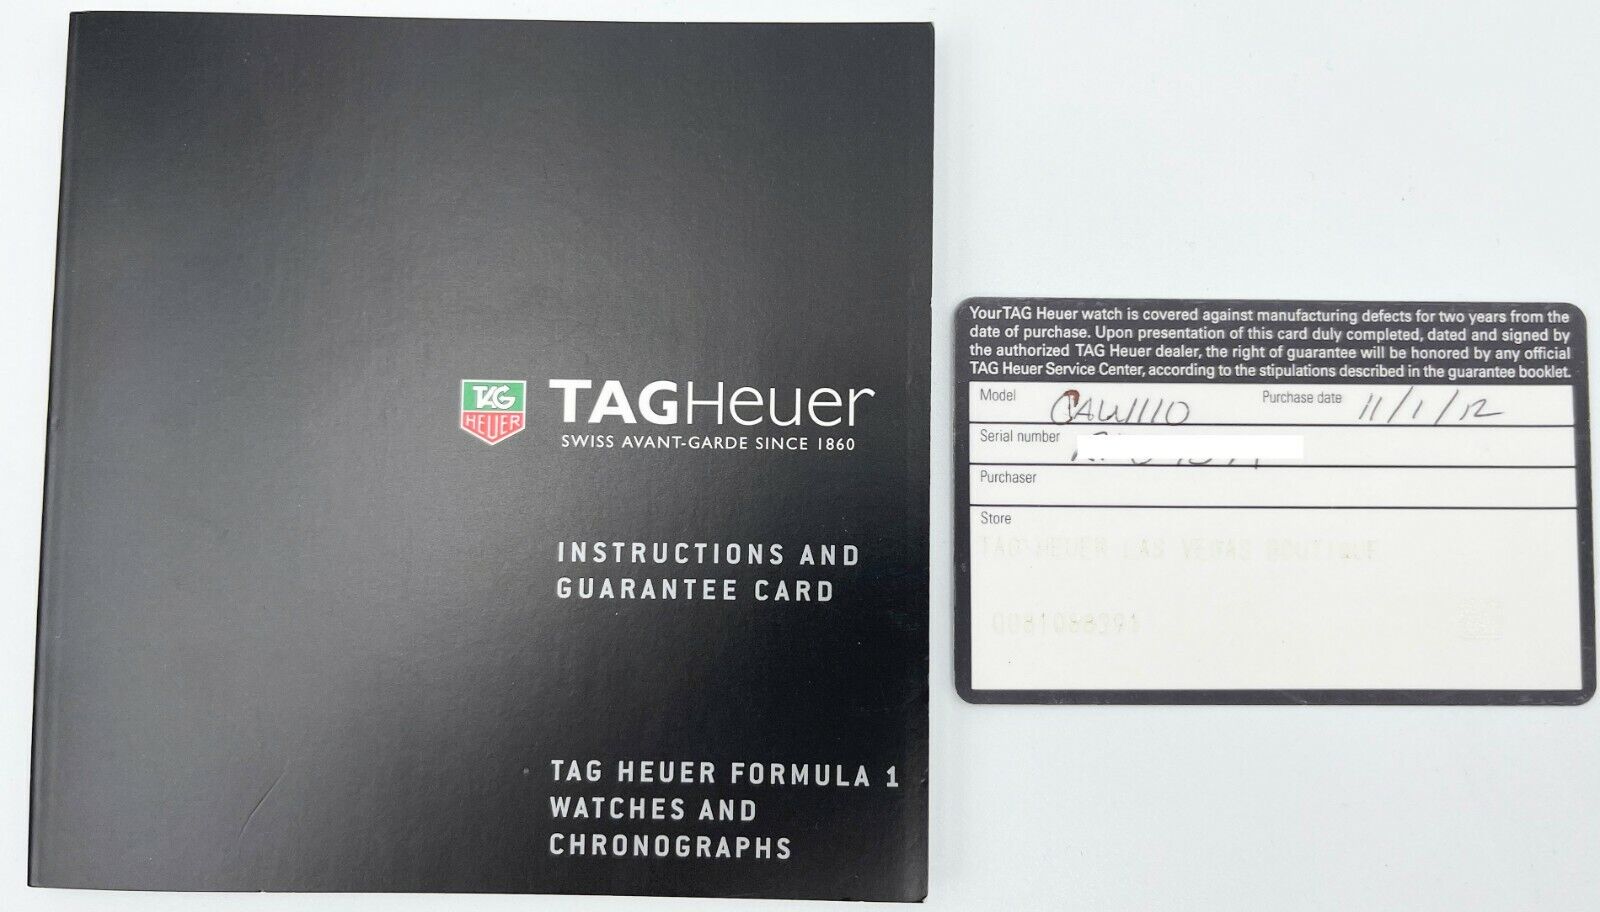 TAG
HEUER
TAGHeuer
SWISS AVANT-GARDE SINCE 1860
INSTRUCTIONS AND
GUARANTEE CARD
TAG HEUER FORMULA 1
WATCHES AND
CHRONOGRAPHS
Your TAG Heuer watch is covered against manufacturing defects for two years from the
date of purchase. Upon presentation of this card duly completed, dated and signed by
the authorized TAG Heuer dealer, the right of guarantee will be honored by any official
TAG Heuer Service Center, according to the stipulations described in the guarantee booklet.
Model CAW1110 Purchase date 11/1/12
Serial number
Purchaser
Store
TAG HEUER LAS VEGAS BOUTIQUE
0081088391